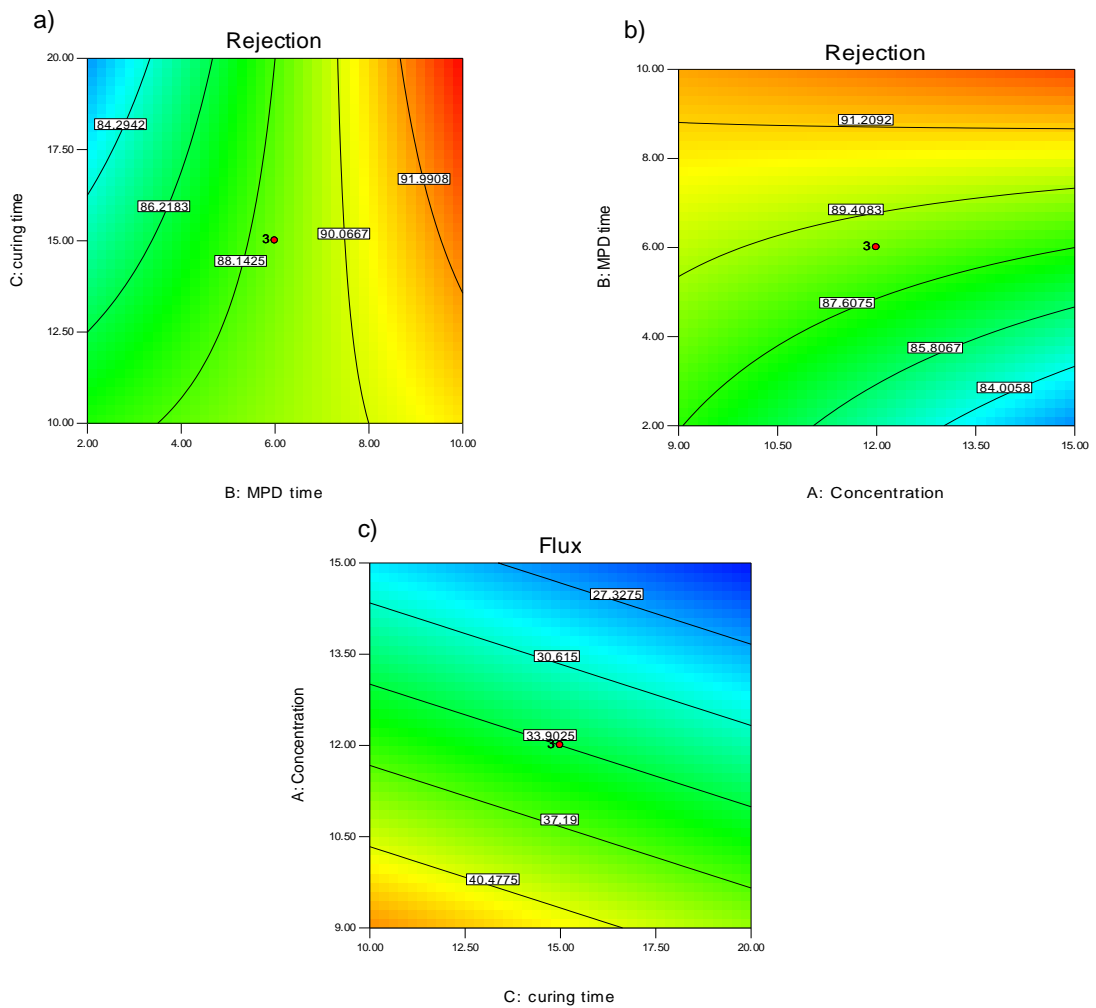 a)
Rejection
20.00
17.50
15.00
12.50
10.00
C: curing time
84.2942
86.2183
88.1425
90.0667
91.9908
3
2.00 4.00 6.00 8.00 10.00
B: MPD time
b)
Rejection
10.00
8.00
6.00
4.00
2.00
B: MPD time
91.2092
89.4083
3
87.6075
85.8067
84.0058
9.00 10.50 12.00 13.50 15.00
A: Concentration
c)
Flux
15.00
13.50
12.00
10.50
9.00
A: Concentration
27.3275
30.615
33.9025
3
37.19
40.4775
10.00 12.50 15.00 17.50 20.00
C: curing time